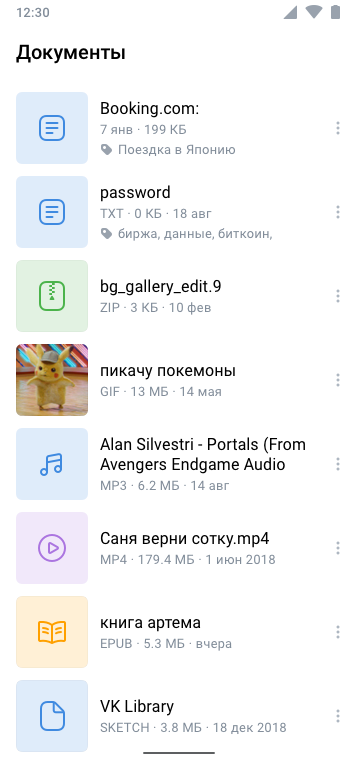 12:30
Документы
Booking.com:
7 янв · 199 КБ
Поездка в Японию
password
TXT · 0 КБ · 18 авг
биржа, данные, биткоин,
bg_gallery_edit.9
ZIP · 3 КБ · 10 фев
пикачу покемоны
GIF · 13 МБ · 14 мая
Alan Silvestri - Portals (From
Avengers Endgame Audio
MP3 · 6.2 МБ · 14 авг
Саня верни сотку.mp4
MP4 · 179.4 МБ · 1 июн 2018
книга артема
EPUB · 5.3 МБ · вчера
VK Library
SKETCH · 3.8 МБ · 18 дек 2018